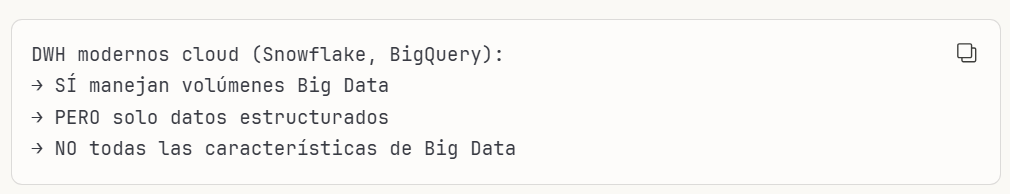 DWH modernos cloud (Snowflake, BigQuery):
→ SÍ manejan volúmenes Big Data
→ PERO solo datos estructurados
→ NO todas las características de Big Data